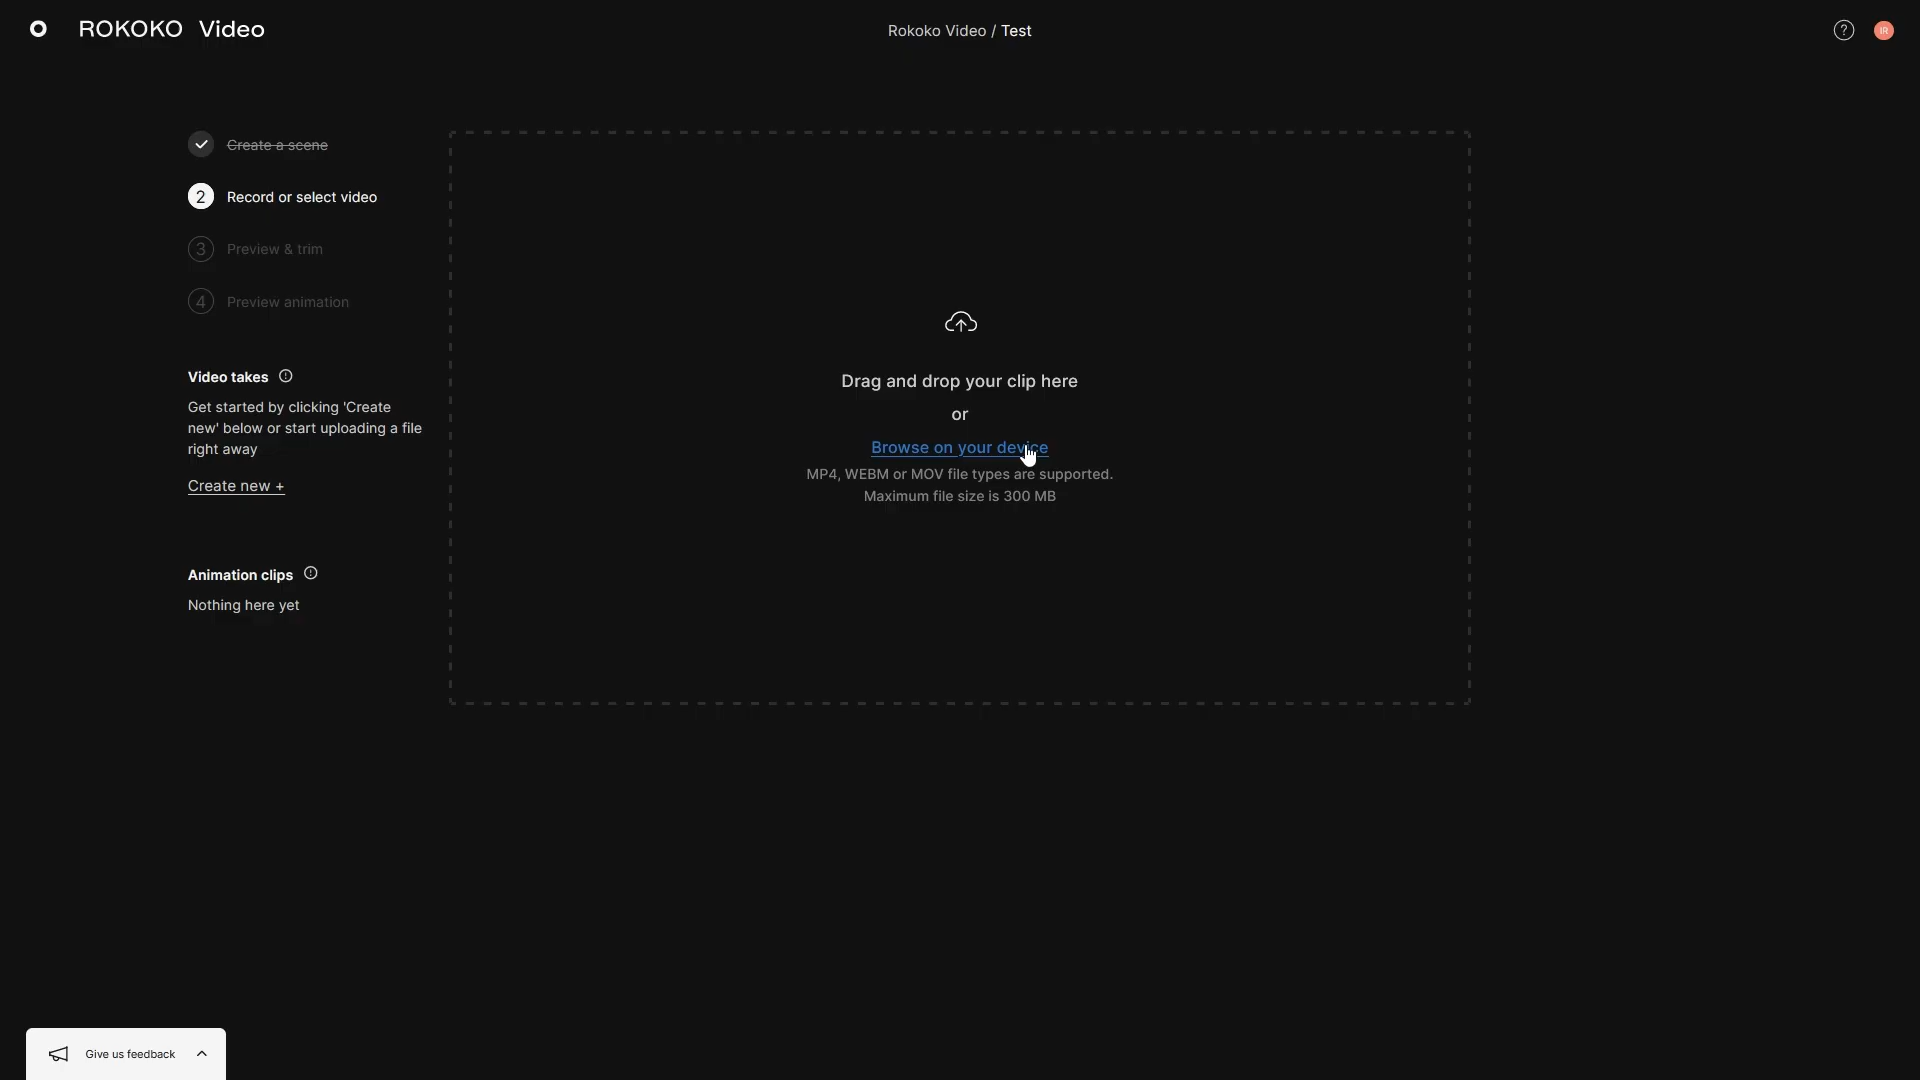 ROKOKO Video
Rokoko Video / Test
?
IR
Create a scene
2 Record or select video
3 Preview & trim
4 Preview animation
Video takes
Get started by clicking 'Create
new' below or start uploading a file
right away
Create new +
Animation clips
Nothing here yet
Drag and drop your clip here
or
Browse on your device
MP4, WEBM or MOV file types are supported.
Maximum file size is 300 MB
Give us feedback